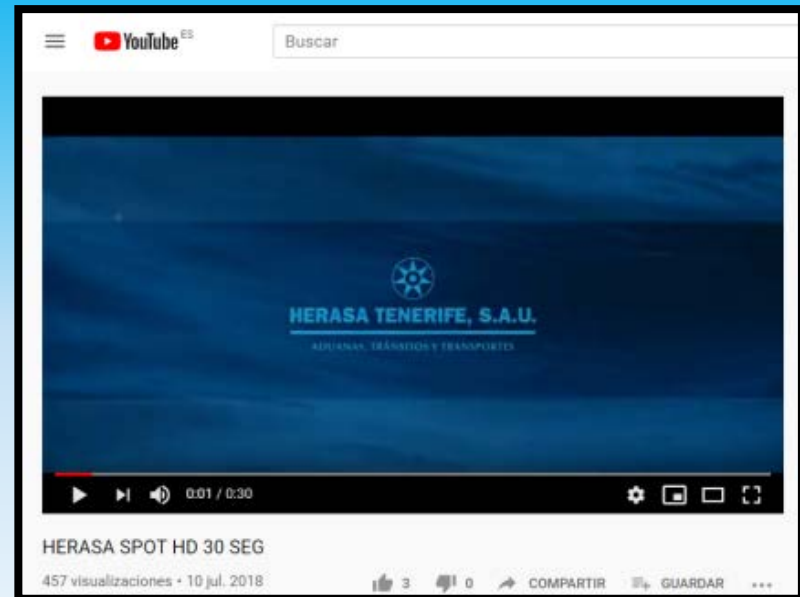 YouTube ES
Buscar
HERASA TENERIFE, S.A.U.
ADUANAS, TRÁNSITOS Y TRANSPORTES
0:01 / 0:30
HERASA SPOT HD 30 SEG
457 visualizaciones • 10 jul. 2018
3 0 COMPARTIR GUARDAR